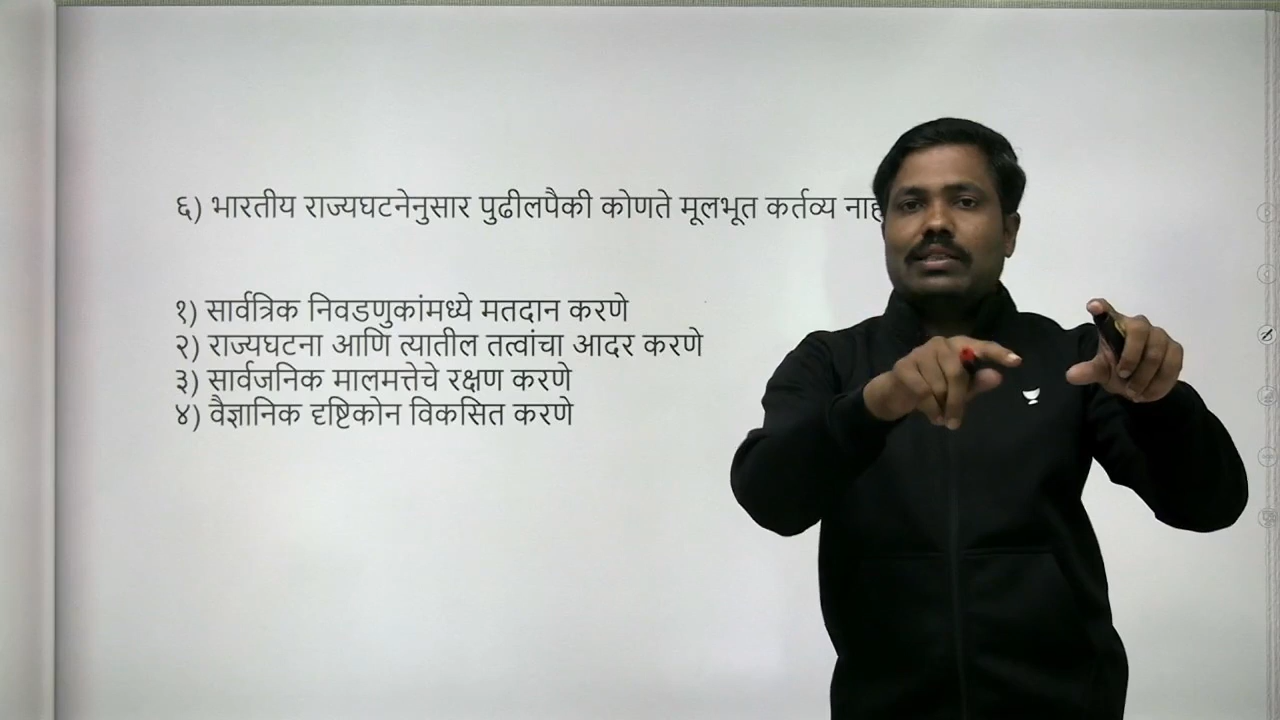 ६) भारतीय राज्यघटनेनुसार पुढीलपैकी कोणते मूलभूत कर्तव्य
१) सार्वत्रिक निवडणुकांमध्ये मतदान करणे
२) राज्यघटना आणि त्यातील तत्वांचा आदर करणे
३) सार्वजनिक मालमत्तेचे रक्षण करणे
४) वैज्ञानिक दृष्टिकोन विकसित करणे